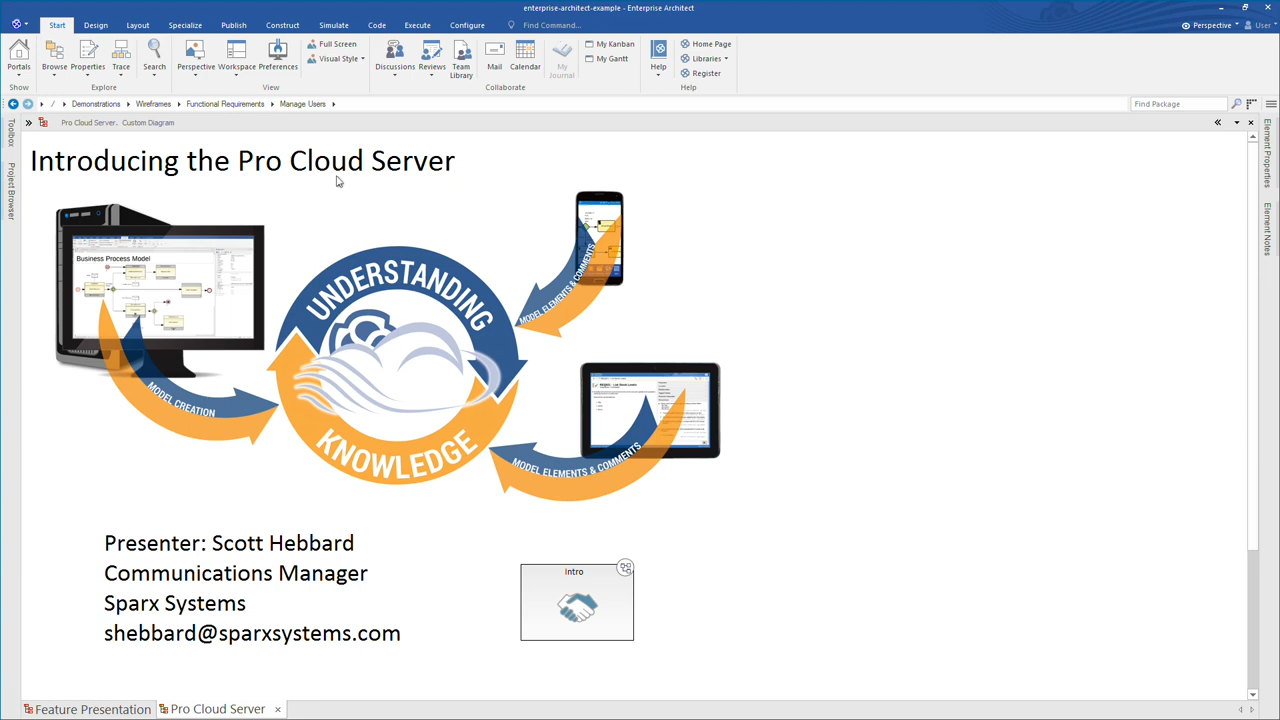 enterprise-architect-example - Enterprise Architect
Start Design Layout Specialize Publish Construct Simulate Code Execute Configure Find Command... Perspective User
Portals Browse Properties Trace Search Perspective Workspace Preferences Full Screen Visual Style Discussions Reviews Team Library Mail Calendar My Journal My Kanban My Gantt Help Home Page Libraries Register
Show Explore View Collaborate Help
/ Demonstrations Wireframes Functional Requirements Manage Users Find Package
Pro Cloud Server. Custom Diagram
Toolbox
Project Browser
Element Properties
Element Notes
Introducing the Pro Cloud Server
Business Process Model
UNDERSTANDING
KNOWLEDGE
MODEL CREATION
MODEL ELEMENTS & COMMENTS
MODEL ELEMENTS & COMMENTS
Presenter: Scott Hebbard
Communications Manager
Sparx Systems
shebbard@sparxsystems.com
Intro
Feature Presentation Pro Cloud Server